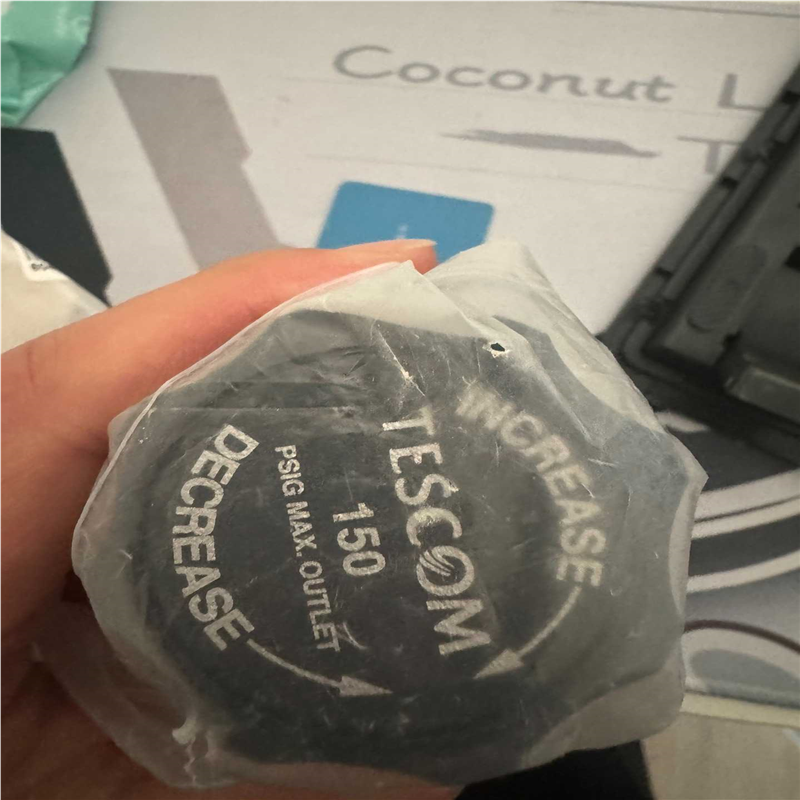 Coconut L
T
INCREASE
TESCOM
150
PSIG MAX. OUTLET
DECREASE